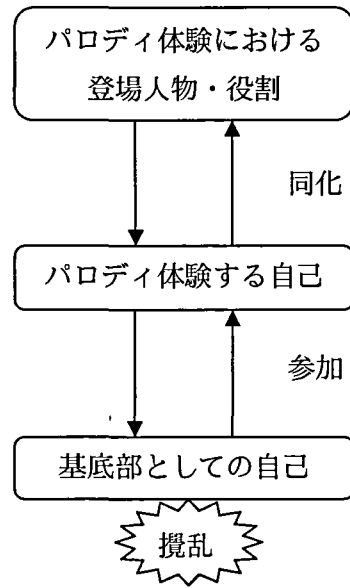 パロディ体験における
登場人物・役割
同化
パロディ体験する自己
参加
基底部としての自己
攪乱